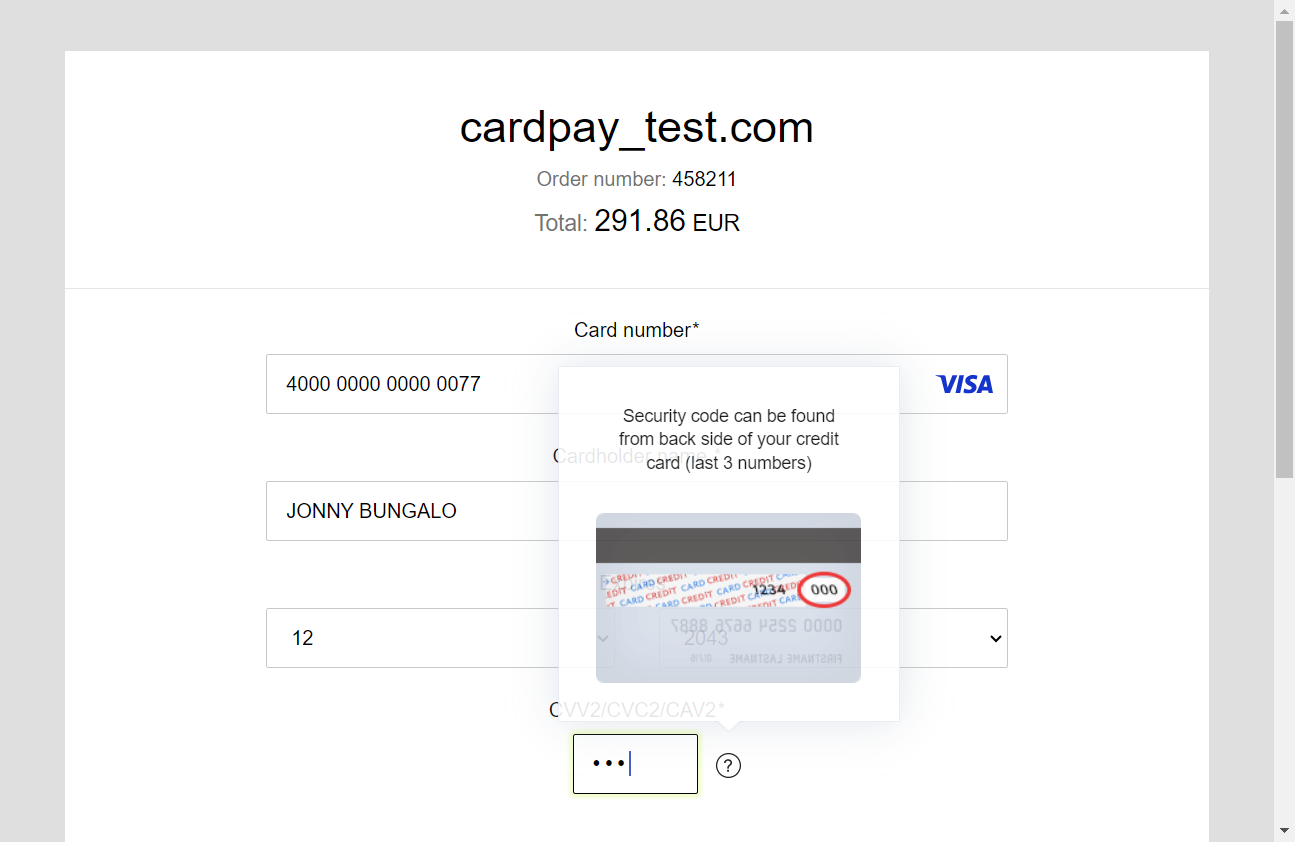 cardpay_test.com
Order number: 458211
Total: 291.86 EUR
Card number*
4000 0000 0000 0077
VISA
Security code can be found
from back side of your credit
card (last 3 numbers)
Cardholder name *
JONNY BUNGALO
CREDIT CARD CREDIT CARD CREDIT CARD CREDIT
1234 000
12
2043
0000 2254 6676 8887
FIRSTNAME LASTNAME
CVV2/CVC2/CAV2*
•••
?